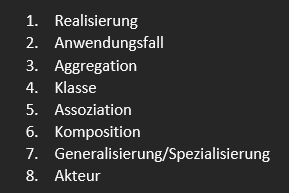 1. Realisierung
2. Anwendungsfall
3. Aggregation
4. Klasse
5. Assoziation
6. Komposition
7. Generalisierung/Spezialisierung
8. Akteur